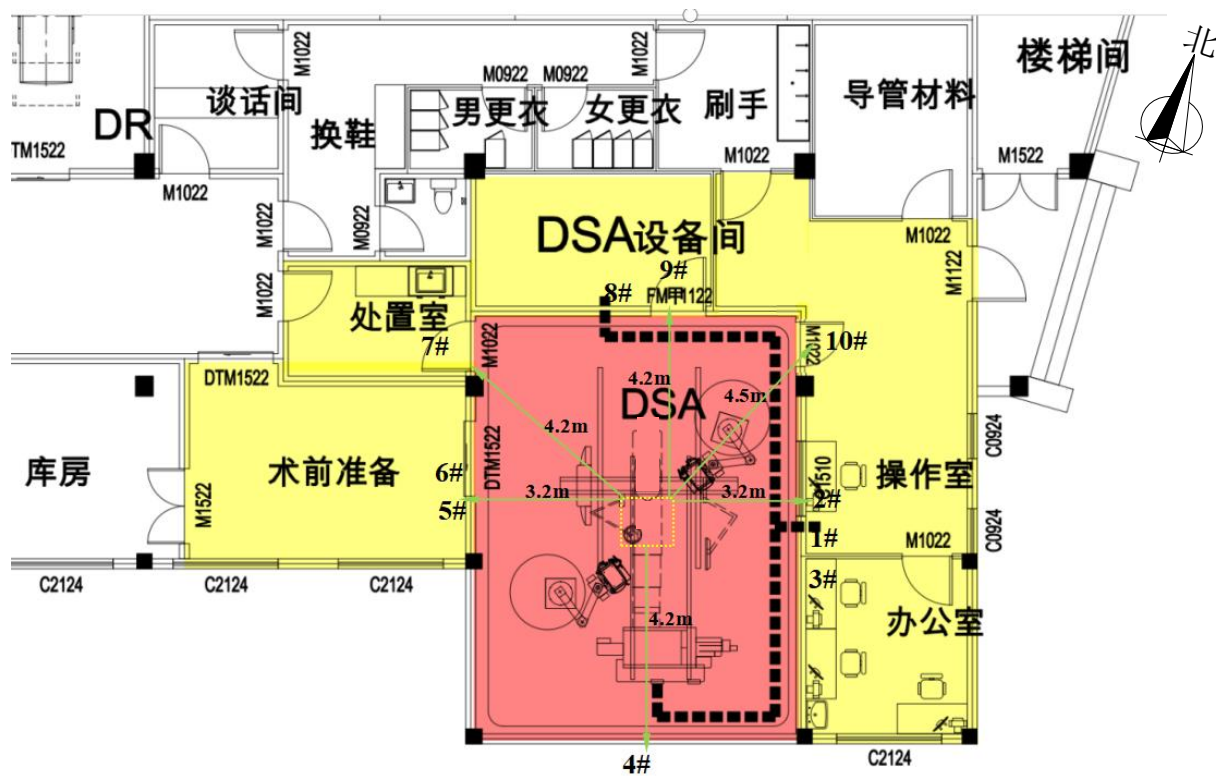 北
楼梯间
M1022
M0922 M0922
M1022
导管材料
谈话间
男更衣
女更衣
刷手
DR
换鞋
TM1522
M1022
M1522
M1022
M1022
M0922
M1022
DSA设备间
M1022
M1122
9#
8#
FM甲1122
处置室
7#
M1022
M1022
M1022
10#
DTM1522
4.2m
4.5m
DSA
4.2m
C0924
库房
术前准备
6#
DTM1522
操作室
M1522
5#
3.2m
3.2m
2#
1510
1#
C0924
M1022
C2124
C2124
C2124
3#
办公室
4.2m
4#
C2124